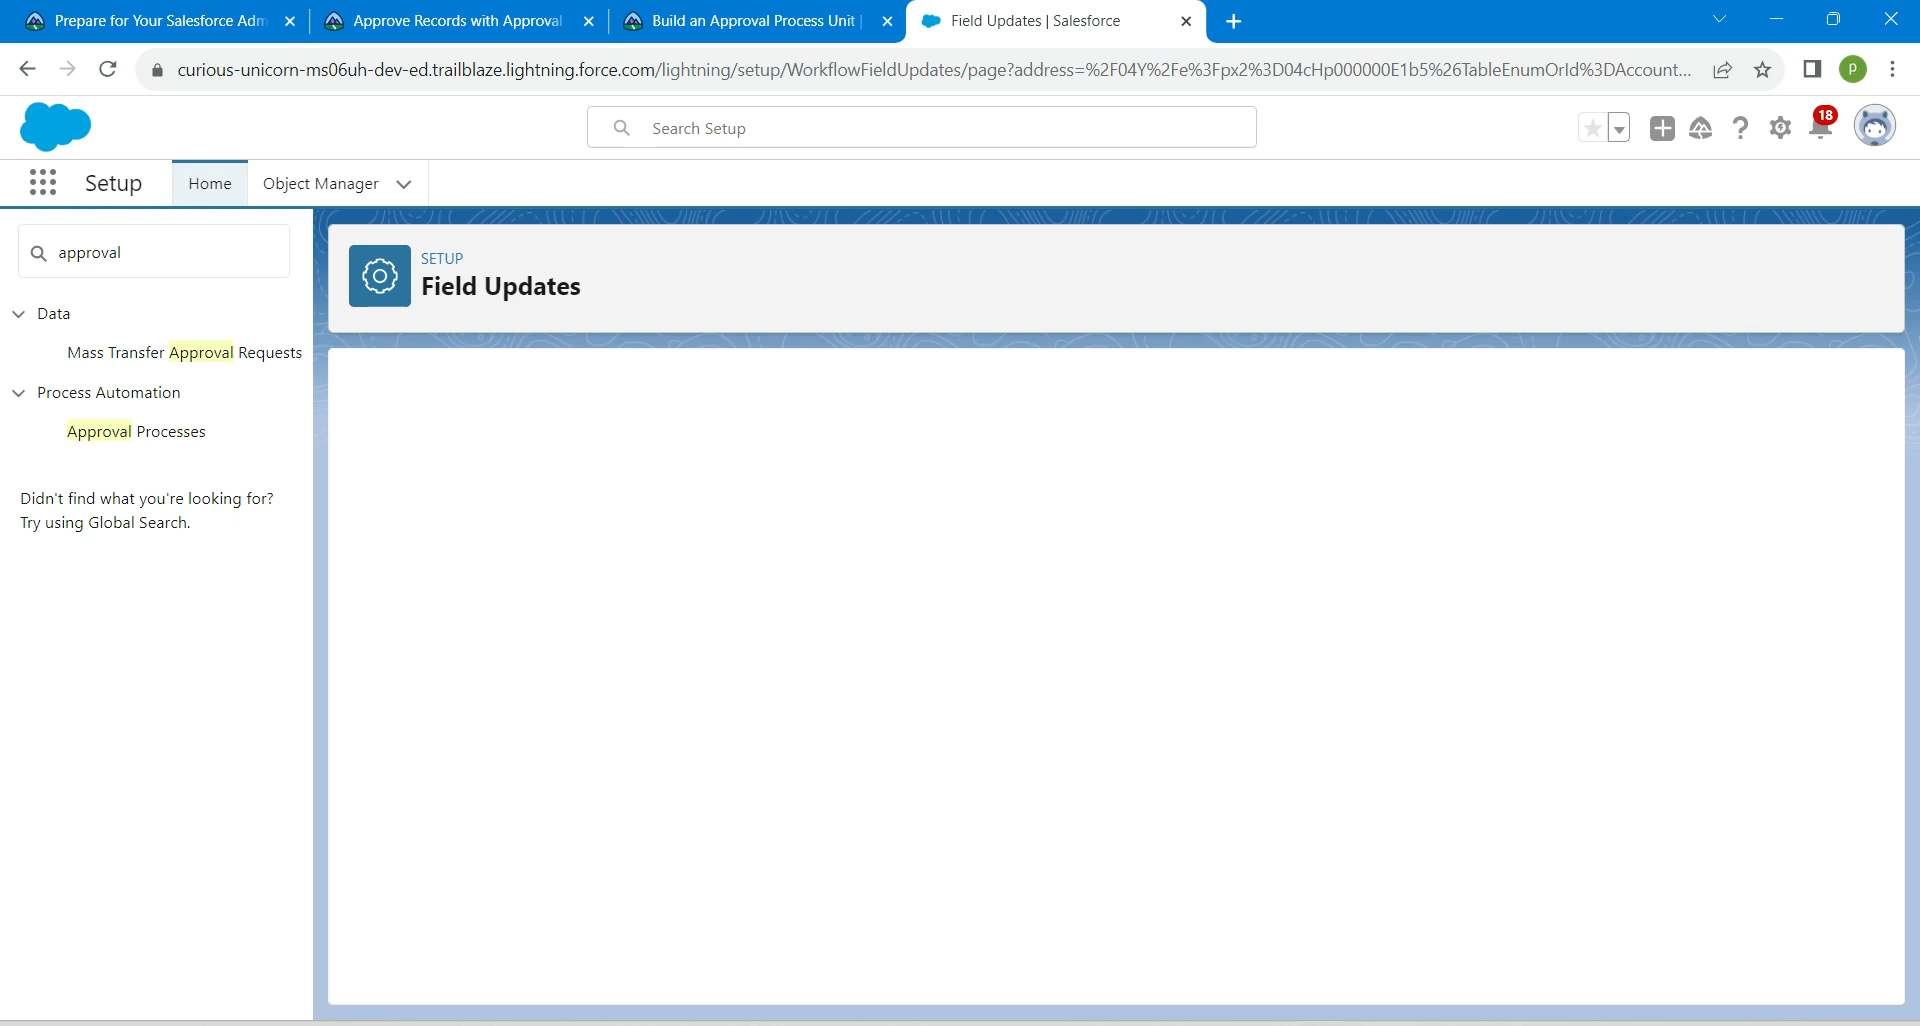 Prepare for Your Salesforce Adm
Approve Records with Approval
Build an Approval Process Unit
Field Updates | Salesforce
curious-unicorn-ms06uh-dev-ed.trailblaze.lightning.force.com/lightning/setup/WorkflowFieldUpdates/page?address=%2F04Y%2Fe%3Fpx2%3D04cHp000000E1b5%26TableEnumOrId%3DAccount...
P
Search Setup
18
Setup
Home
Object Manager
approval
SETUP
Field Updates
Data
Mass Transfer Approval Requests
Process Automation
Approval Processes
Didn't find what you're looking for?
Try using Global Search.